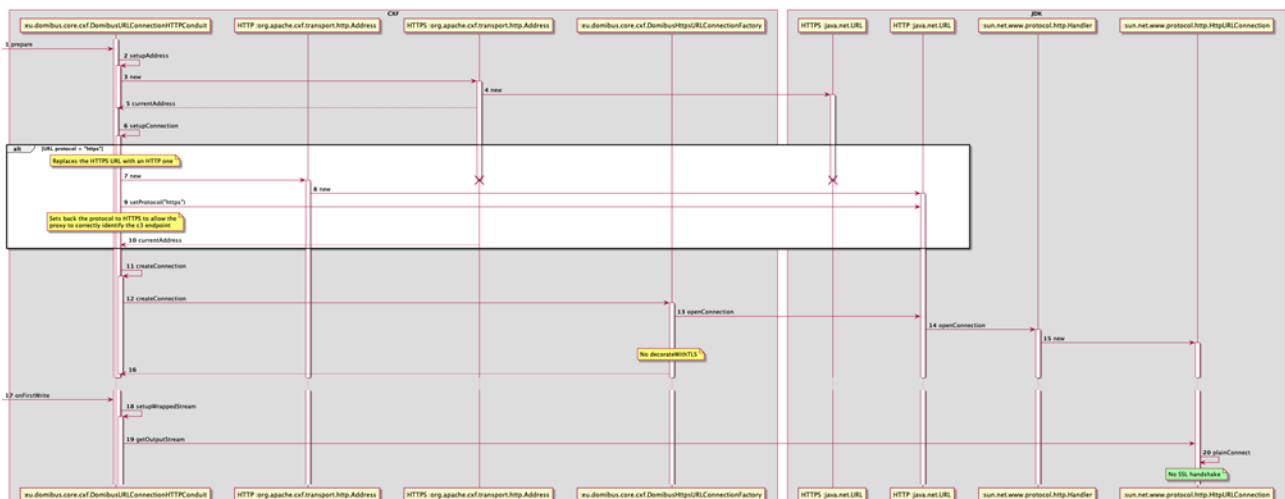 CXF
JDK
:eu.domibus.core.cxf.DomibusURLConnectionHTTPConduit
HTTP :org.apache.cxf.transport.http.Address
HTTPS :org.apache.cxf.transport.http.Address
:eu.domibus.core.cxf.DomibusHttpsURLConnectionFactory
HTTPS :java.net.URL
HTTP :java.net.URL
:sun.net.www.protocol.http.Handler
:sun.net.www.protocol.http.HttpURLConnection
1 prepare
2 setupAddress
3 new
4 new
5 currentAddress
6 setupConnection
alt
[URL protocol = "https"]
Replaces the HTTPS URL with an HTTP one
7 new
8 new
9 setProtocol("https")
Sets back the protocol to HTTPS to allow the
proxy to correctly identify the c3 endpoint
10 currentAddress
11 createConnection
12 createConnection
13 openConnection
14 openConnection
15 new
No decorateWithTLS
16
17 onFirstWrite
18 setupWrappedStream
19 getOutputStream
20 plainConnect
No SSL handshake
:eu.domibus.core.cxf.DomibusURLConnectionHTTPConduit
HTTP :org.apache.cxf.transport.http.Address
HTTPS :org.apache.cxf.transport.http.Address
:eu.domibus.core.cxf.DomibusHttpsURLConnectionFactory
HTTPS :java.net.URL
HTTP :java.net.URL
:sun.net.www.protocol.http.Handler
:sun.net.www.protocol.http.HttpURLConnection